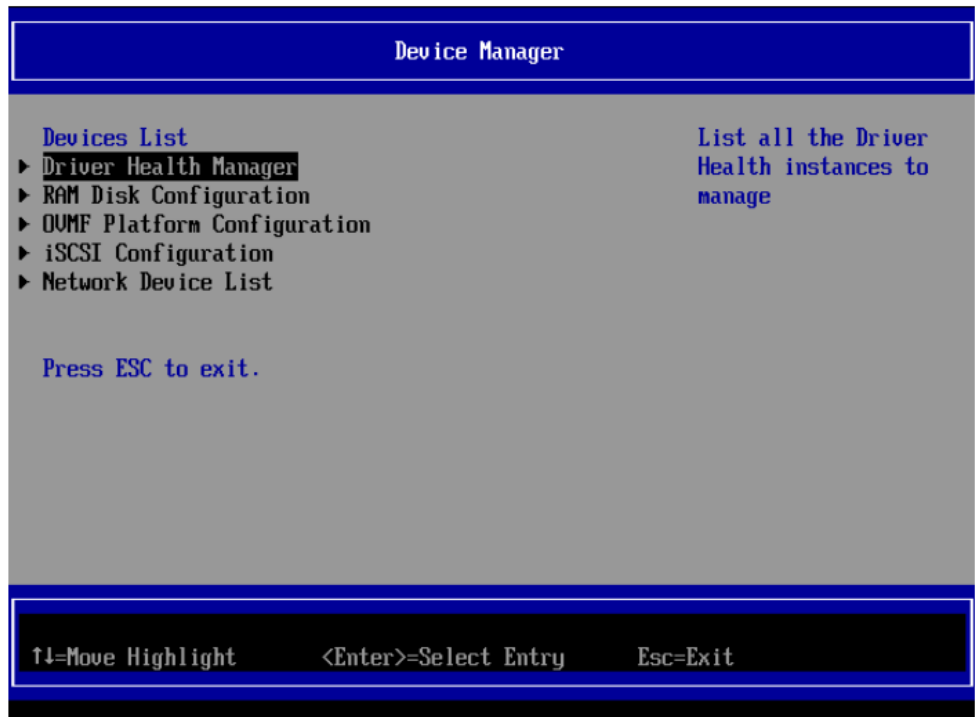 Device Manager
Devices List
▶ Driver Health Manager
▶ RAM Disk Configuration
▶ OVMF Platform Configuration
▶ iSCSI Configuration
▶ Network Device List
Press ESC to exit.
List all the Driver
Health instances to
manage
↑↓=Move Highlight <Enter>=Select Entry Esc=Exit